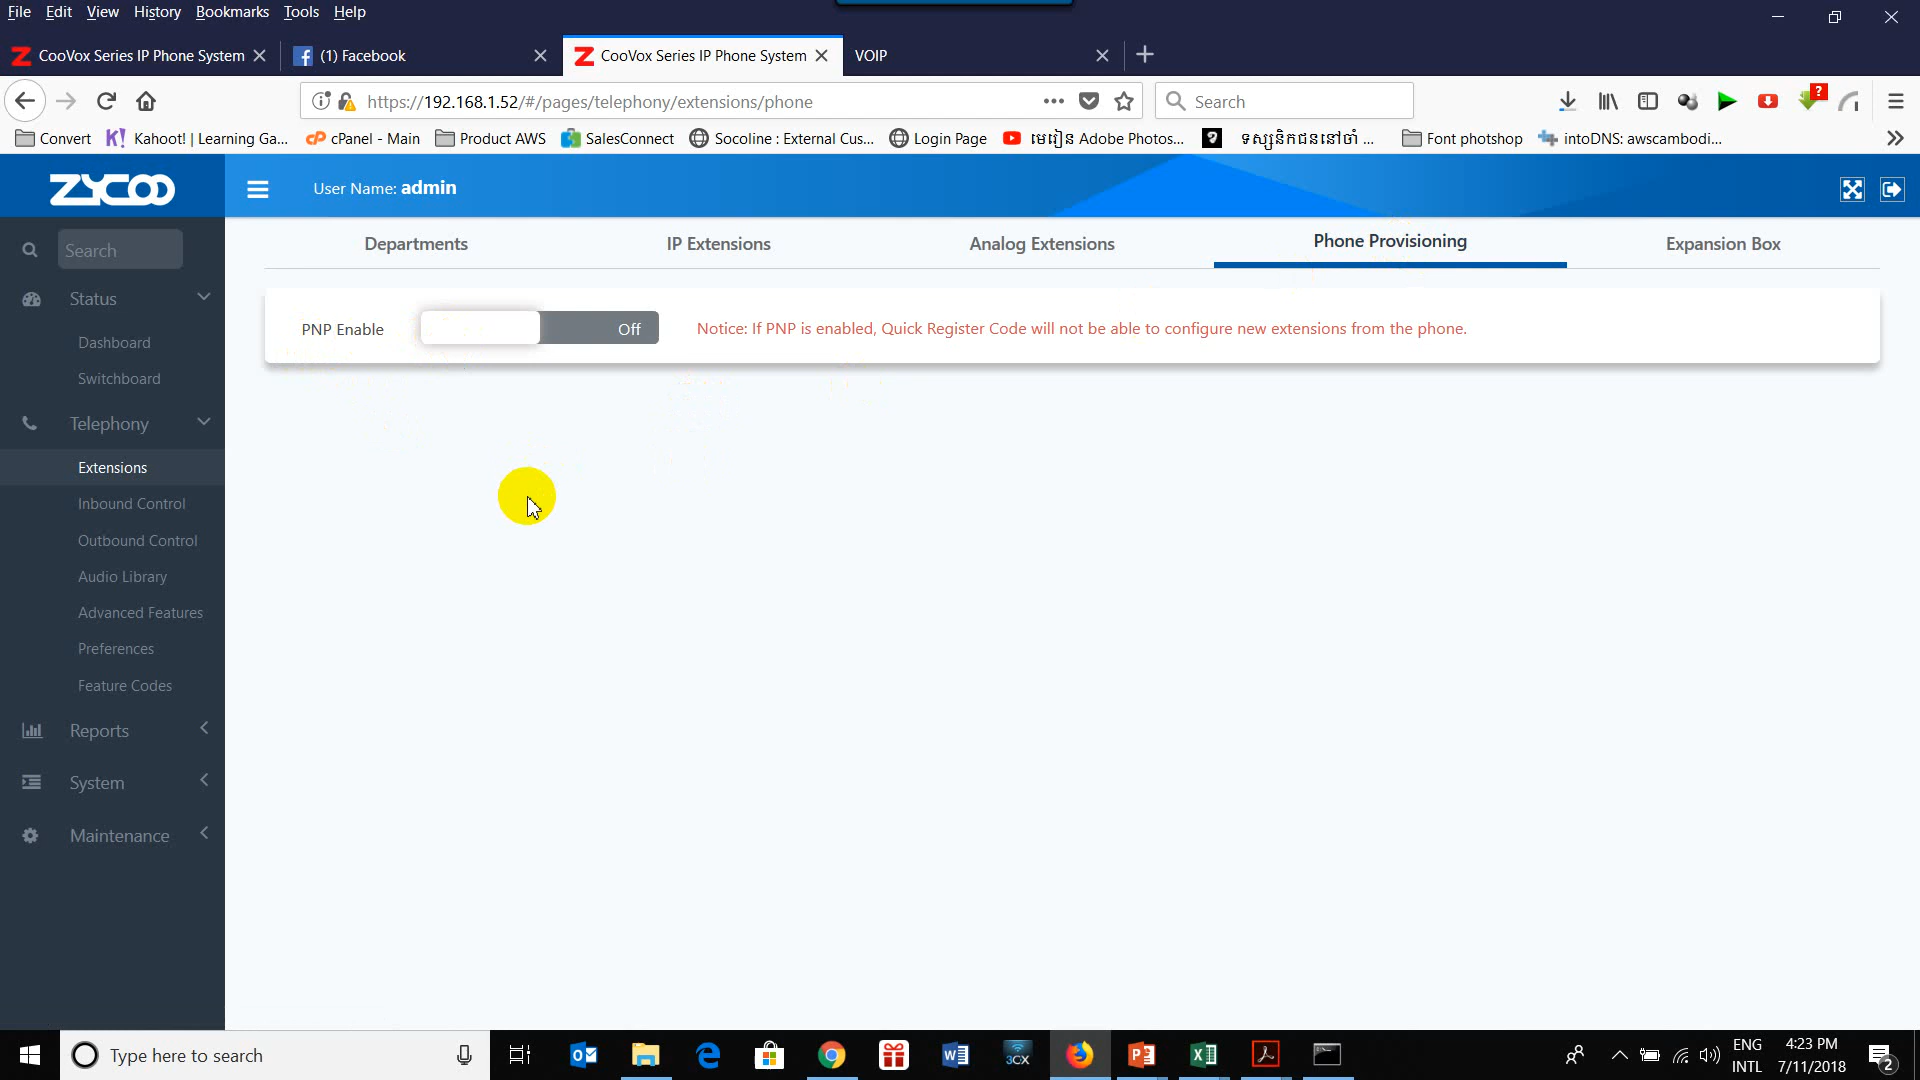 File Edit View History Bookmarks Tools Help
CooVox Series IP Phone System
(1) Facebook
CooVox Series IP Phone System
VOIP
https://192.168.1.52/#/pages/telephony/extensions/phone
Search
Convert
Kahoot! | Learning Ga...
cPanel - Main
Product AWS
SalesConnect
Socoline : External Cus...
Login Page
មេរៀន Adobe Photos...
ទស្សនិកជននៅចាំ ...
Font photshop
intoDNS: awscambodi...
ZYCOO
User Name: admin
Search
Status
Dashboard
Switchboard
Telephony
Extensions
Inbound Control
Outbound Control
Audio Library
Advanced Features
Preferences
Feature Codes
Reports
System
Maintenance
Departments
IP Extensions
Analog Extensions
Phone Provisioning
Expansion Box
PNP Enable
Off
Notice: If PNP is enabled, Quick Register Code will not be able to configure new extensions from the phone.
Type here to search
3CX
ENG
INTL
4:23 PM
7/11/2018
2